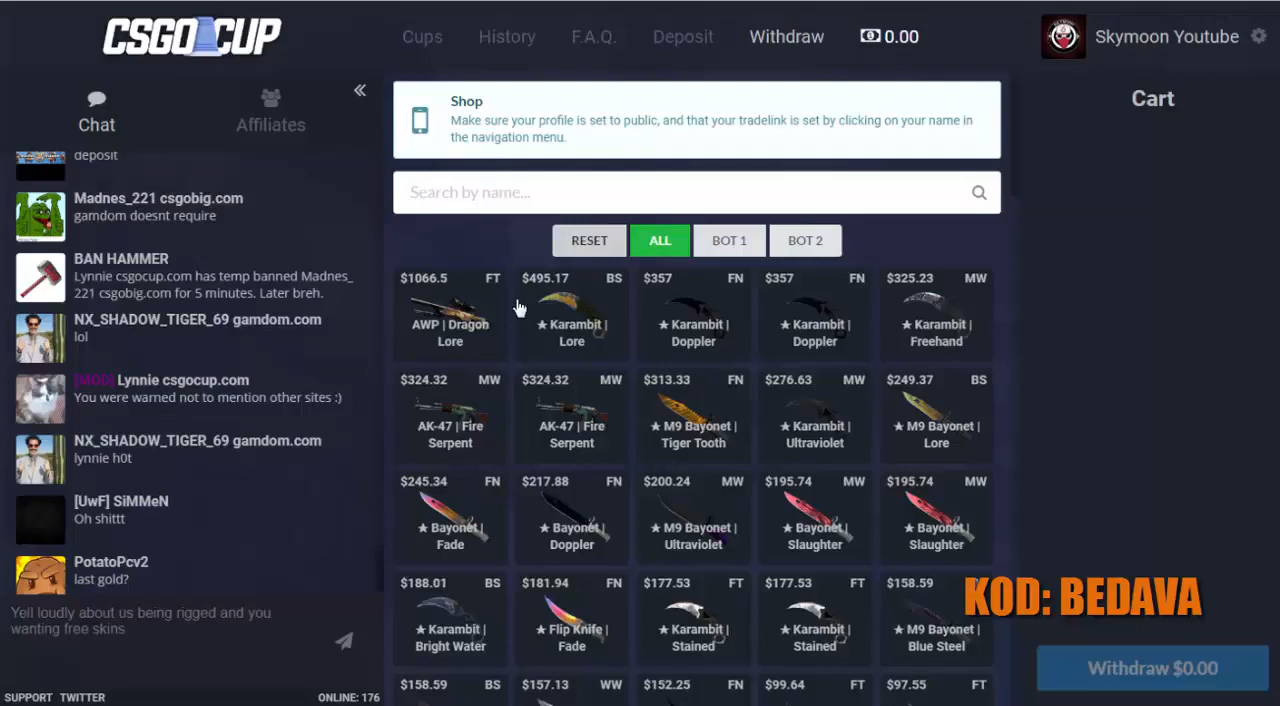 CSGO CUP
Cups History F.A.Q. Deposit Withdraw 0.00
Skymoon Youtube
Chat
Affiliates
deposit
Madnes_221 csgobig.com
gamdom doesnt require
BAN HAMMER
Lynnie csgocup.com has temp banned Madnes_
221 csgobig.com for 5 minutes. Later breh.
NX_SHADOW_TIGER_69 gamdom.com
lol
[MOD] Lynnie csgocup.com
You were warned not to mention other sites :)
NX_SHADOW_TIGER_69 gamdom.com
lynnie h0t
[UwF] SiMMeN
Oh shittt
PotatoPcv2
last gold?
Yell loudly about us being rigged and you
wanting free skins
SUPPORT TWITTER
ONLINE: 176
Shop
Make sure your profile is set to public, and that your tradelink is set by clicking on your name in
the navigation menu.
Search by name...
RESET ALL BOT 1 BOT 2
$1066.5 FT
AWP | Dragon
Lore
$495.17 BS
★ Karambit |
Lore
$357 FN
★ Karambit |
Doppler
$357 FN
★ Karambit |
Doppler
$325.23 MW
★ Karambit |
Freehand
$324.32 MW
AK-47 | Fire
Serpent
$324.32 MW
AK-47 | Fire
Serpent
$313.33 FN
★ M9 Bayonet |
Tiger Tooth
$276.63 MW
★ Karambit |
Ultraviolet
$249.37 BS
★ M9 Bayonet |
Lore
$245.34 FN
★ Bayonet |
Fade
$217.88 FN
★ Bayonet |
Doppler
$200.24 MW
★ M9 Bayonet |
Ultraviolet
$195.74 MW
★ Bayonet |
Slaughter
$195.74 MW
★ Bayonet |
Slaughter
$188.01 BS
★ Karambit |
Bright Water
$181.94 FN
★ Flip Knife |
Fade
$177.53 FT
★ Karambit |
Stained
$177.53 FT
★ Karambit |
Stained
$158.59
★ M9 Bayonet |
Blue Steel
$158.59 BS
$157.13 WW
$152.25 FN
$99.64 FT
$97.55 FT
Cart
KOD: BEDAVA
Withdraw $0.00